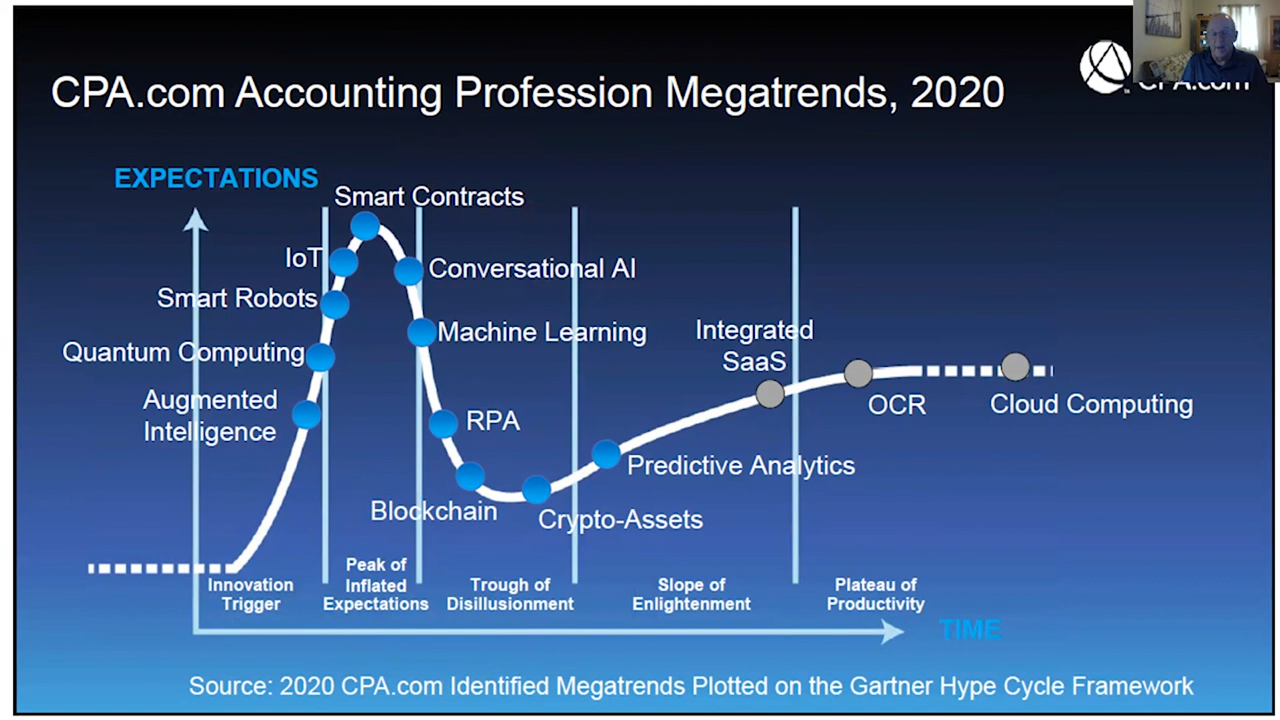 CPA.com Accounting Profession Megatrends, 2020
CPA.com
EXPECTATIONS
Smart Contracts
IoT
Conversational AI
Smart Robots
Machine Learning
Quantum Computing
Integrated
SaaS
Augmented
Intelligence
RPA
OCR
Cloud Computing
Predictive Analytics
Blockchain
Crypto-Assets
Innovation
Trigger
Peak of
Inflated
Expectations
Trough of
Disillusionment
Slope of
Enlightenment
Plateau of
Productivity
TIME
Source: 2020 CPA.com Identified Megatrends Plotted on the Gartner Hype Cycle Framework